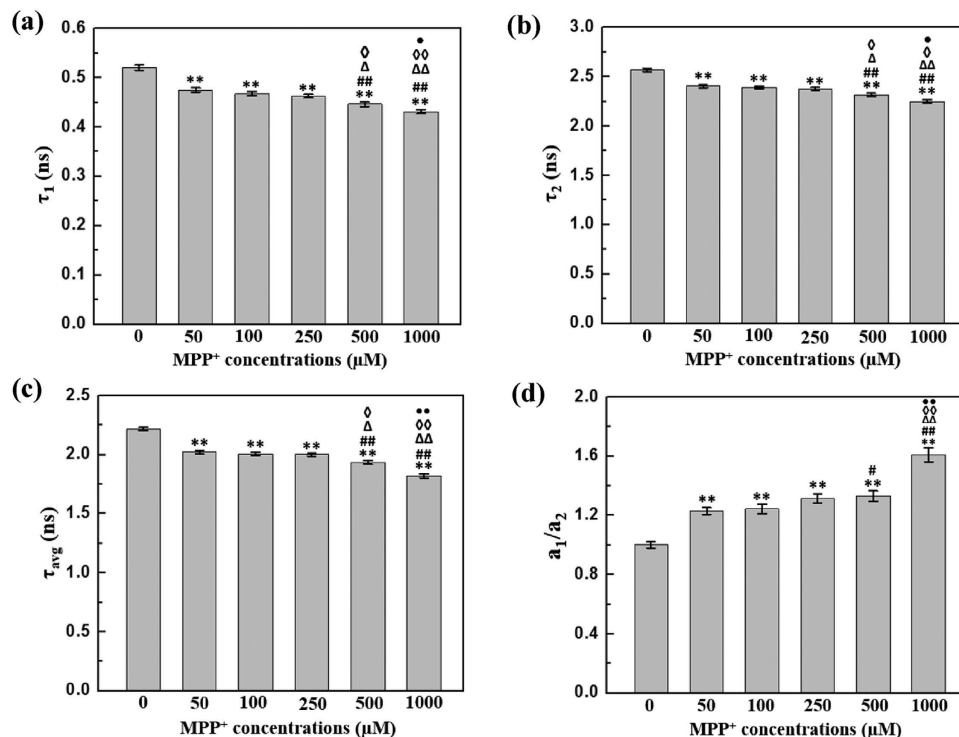 (a)
0.6
0.5
0.4
0.3
0.2
0.1
0.0
τ1 (ns)
** ** ** ◊ Δ ## ** • ◊◊ ΔΔ ## **
0 50 100 250 500 1000
MPP+ concentrations (μM)
(b)
3.0
2.5
2.0
1.5
1.0
0.5
0.0
τ2 (ns)
** ** ** ◊ Δ ## ** • ◊ ΔΔ ## **
0 50 100 250 500 1000
MPP+ concentrations (μM)
(c)
2.5
2.0
1.5
1.0
0.5
0.0
τavg (ns)
** ** ** ◊ Δ ## ** •• ◊◊ ΔΔ ## **
0 50 100 250 500 1000
MPP+ concentrations (μM)
(d)
2.0
1.6
1.2
0.8
0.4
0.0
a1/a2
** ** ** # ** •• ◊◊ ΔΔ ## **
0 50 100 250 500 1000
MPP+ concentrations (μM)